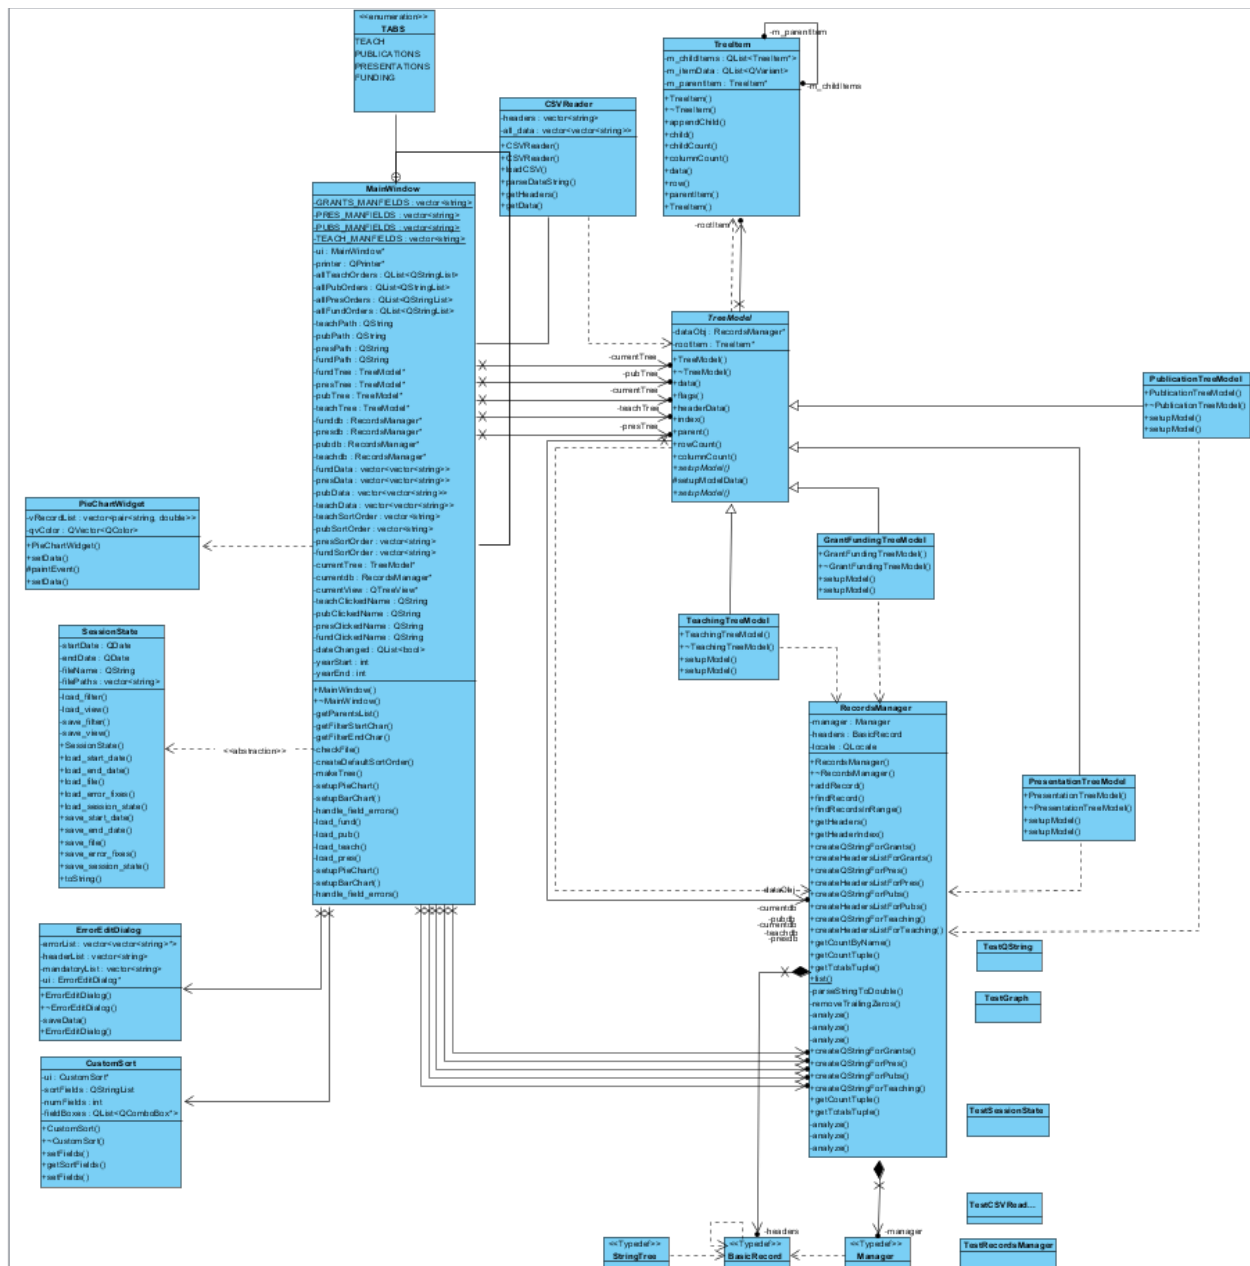 <<enumeration>>
TABS
TEACH
PUBLICATIONS
PRESENTATIONS
FUNDING
CSVReader
-headers : vector<string>
-all_data : vector<vector<string>>
+CSVReader()
+CSVReader()
+loadCSV()
+parseDateString()
+getHeaders()
+getData()
-m_parentItem
TreeItem
-m_childItems : QList<TreeItem*>
-m_itemData : QList<QVariant>
-m_parentItem : TreeItem*
-m_childItems
+TreeItem()
+~TreeItem()
+appendChild()
+child()
+childCount()
+columnCount()
+data()
+row()
+parentItem()
+TreeItem()
-rootItem
MainWindow
-GRANTS_MANFIELDS : vector<string>
-PRES_MANFIELDS : vector<string>
-PUBS_MANFIELDS : vector<string>
-TEACH_MANFIELDS : vector<string>
-ui : MainWindow*
-printer : QPrinter*
-allTeachOrders : QList<QStringList>
-allPubOrders : QList<QStringList>
-allPresOrders : QList<QStringList>
-allFundOrders : QList<QStringList>
-teachPath : QString
-pubPath : QString
-presPath : QString
-fundPath : QString
-fundTree : TreeModel*
-presTree : TreeModel*
-pubTree : TreeModel*
-teachTree : TreeModel*
-funddb : RecordsManager*
-presdb : RecordsManager*
-pubdb : RecordsManager*
-teachdb : RecordsManager*
-fundData : vector<vector<string>>
-presData : vector<vector<string>>
-pubData : vector<vector<string>>
-teachData : vector<vector<string>>
-teachSortOrder : vector<string>
-pubSortOrder : vector<string>
-presSortOrder : vector<string>
-fundSortOrder : vector<string>
-currentTree : TreeModel*
-currentdb : RecordsManager*
-currentView : QTreeView*
-teachClickedName : QString
-pubClickedName : QString
-presClickedName : QString
-fundClickedName : QString
-dateChanged : QList<bool>
-yearStart : int
-yearEnd : int
+MainWindow()
+~MainWindow()
-getParentsList()
-getFilterStartChar()
-getFilterEndChar()
-checkFile()
-createDefaultSortOrder()
-makeTree()
-setupPieChart()
-setupBarChart()
-handle_field_errors()
-load_fund()
-load_pub()
-load_teach()
-load_pres()
-setupPieChart()
-setupBarChart()
-handle_field_errors()
-currentTree
-pubTree
-currentTree
-teachTree
-presTree
TreeModel
-dataObj : RecordsManager*
-rootItem : TreeItem*
+TreeModel()
+~TreeModel()
+data()
+flags()
+headerData()
+index()
+parent()
+rowCount()
+columnCount()
+setupModel()
#setupModelData()
+setupModel()
PublicationTreeModel
+PublicationTreeModel()
+~PublicationTreeModel()
+setupModel()
+setupModel()
PieChartWidget
-vRecordList : vector<pair<string, double>>
-qvColor : QVector<QColor>
+PieChartWidget()
+setData()
#paintEvent()
+setData()
GrantFundingTreeModel
+GrantFundingTreeModel()
+~GrantFundingTreeModel()
+setupModel()
+setupModel()
TeachingTreeModel
+TeachingTreeModel()
+~TeachingTreeModel()
+setupModel()
+setupModel()
SessionState
-startDate : QDate
-endDate : QDate
-fileName : QString
-filePaths : vector<string>
-load_filter()
-load_view()
-save_filter()
-save_view()
+SessionState()
+load_start_date()
+load_end_date()
+load_file()
+load_error_fixes()
+load_session_state()
+save_start_date()
+save_end_date()
+save_file()
+save_error_fixes()
+save_session_state()
+toString()
<<abstraction>>
RecordsManager
-manager : Manager
-headers : BasicRecord
-locale : QLocale
+RecordsManager()
+~RecordsManager()
+addRecord()
+findRecord()
+findRecordsInRange()
+getHeaders()
+getHeaderIndex()
+createQStringForGrants()
+createHeadersListForGrants()
+createQStringForPres()
+createHeadersListForPres()
+createQStringForPubs()
+createHeadersListForPubs()
+createQStringForTeaching()
+createHeadersListForTeaching()
+getCountByName()
+getCountTuple()
+getTotalsTuple()
+list()
-parseStringToDouble()
-removeTrailingZeros()
-analyze()
-analyze()
-analyze()
+createQStringForGrants()
+createQStringForPres()
+createQStringForPubs()
+createQStringForTeaching()
+getCountTuple()
+getTotalsTuple()
-analyze()
-analyze()
-analyze()
-dataObj
-currentdb
-pubdb
-currentdb
-teachdb
-presdb
PresentationTreeModel
+PresentationTreeModel()
+~PresentationTreeModel()
+setupModel()
+setupModel()
ErrorEditDialog
-errorList : vector<vector<string>*>
-headerList : vector<string>
-mandatoryList : vector<string>
-ui : ErrorEditDialog*
+ErrorEditDialog()
+~ErrorEditDialog()
-saveData()
+ErrorEditDialog()
CustomSort
-ui : CustomSort*
-sortFields : QStringList
-numFields : int
-fieldBoxes : QList<QComboBox*>
+CustomSort()
+~CustomSort()
+setFields()
+getSortFields()
+setFields()
TestQString
TestGraph
TestSessionState
TestCSVRead...
TestRecordsManager
-headers
-manager
<<Typedef>>
StringTree
<<Typedef>>
BasicRecord
<<Typedef>>
Manager